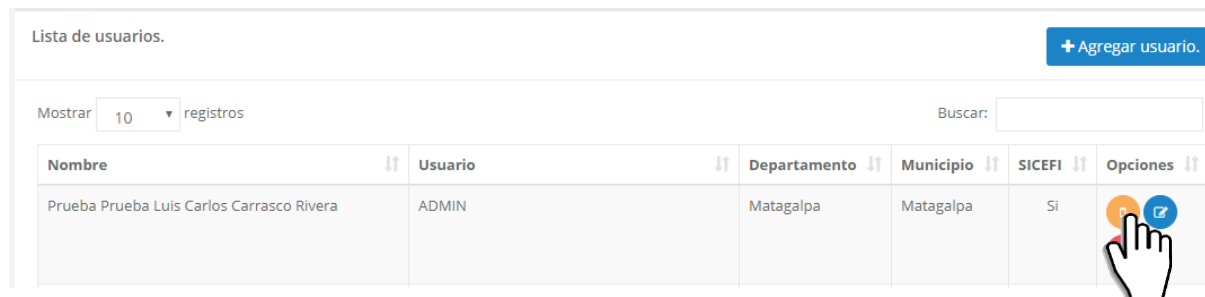 Lista de usuarios.
+ Agregar usuario.
Mostrar 10 registros
Buscar:
Nombre Usuario Departamento Municipio SICEFI Opciones
Prueba Prueba Luis Carlos Carrasco Rivera ADMIN Matagalpa Matagalpa Si